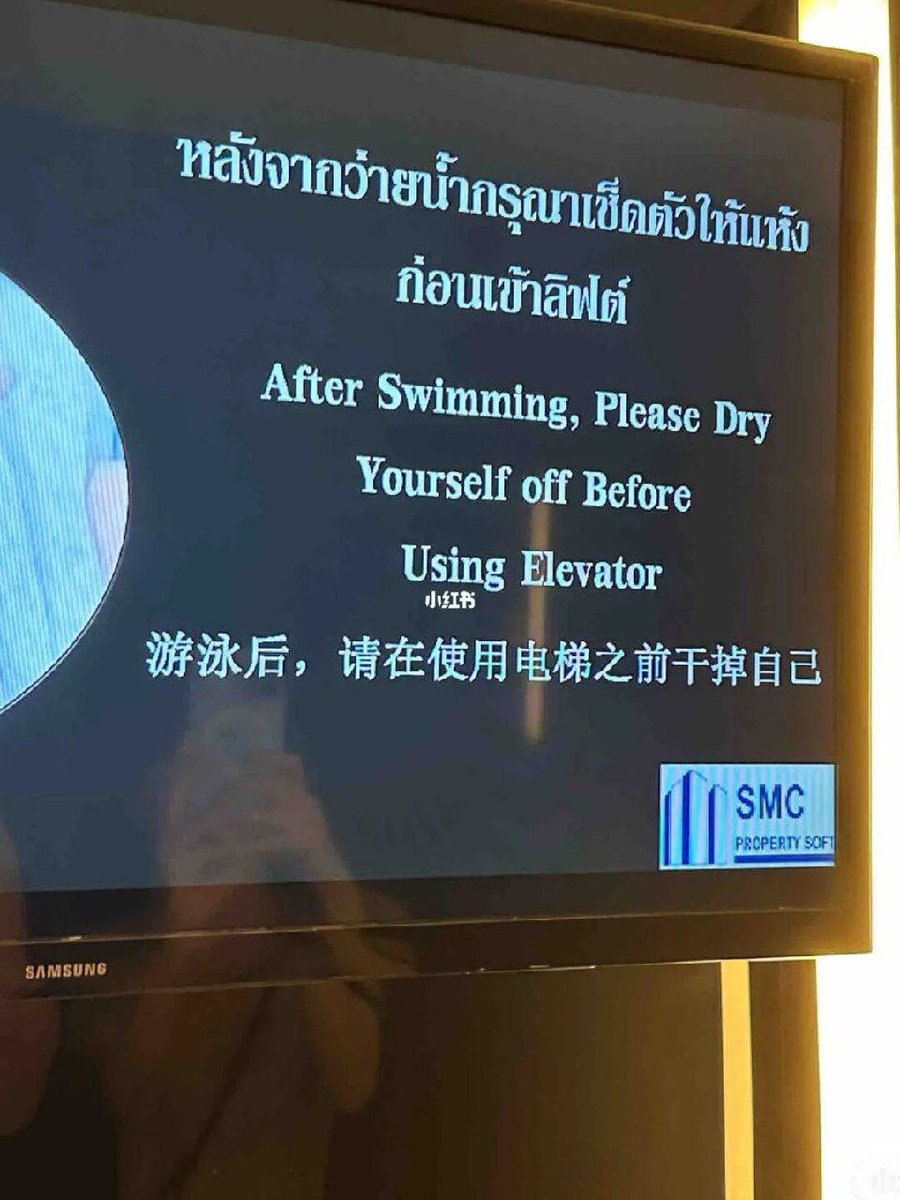 หลังจากว่ายน้ำกรุณาเช็ดตัวให้แห้ง
ก่อนเข้าลิฟต์
After Swimming, Please Dry
Yourself off Before
Using Elevator
小红书
游泳后，请在使用电梯之前干掉自己
SMC
PROPERTY SOFT
SAMSUNG